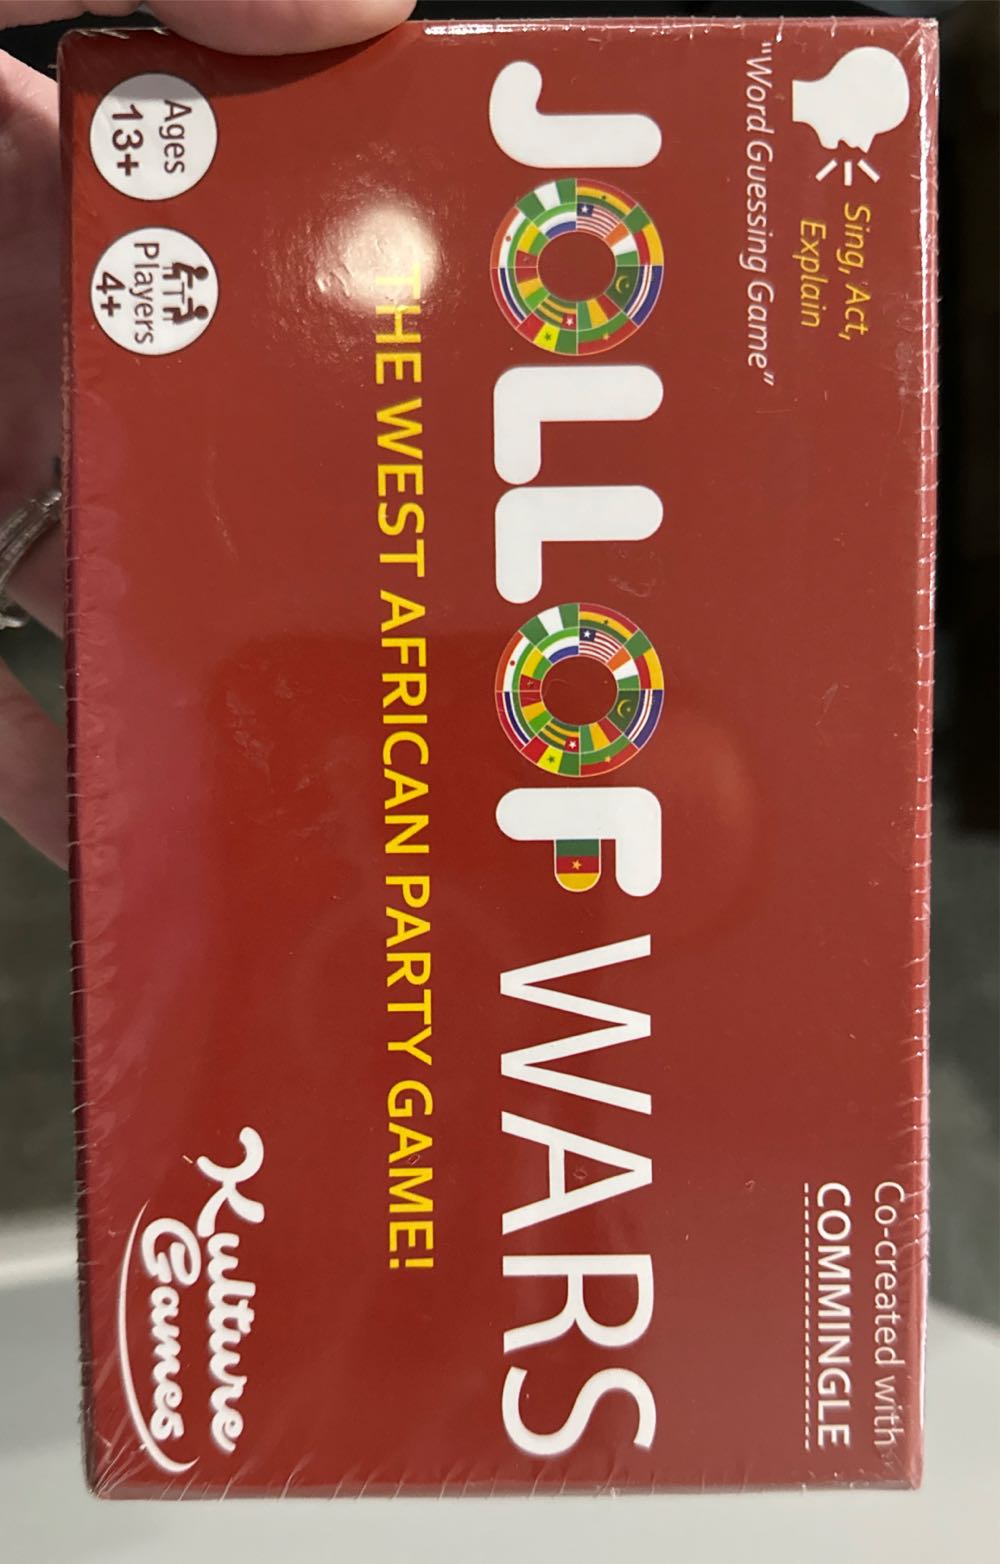 Sing, Act,
Explain
"Word Guessing Game"
Co-created with
COMMINGLE
JOLLOF WARS
THE WEST AFRICAN PARTY GAME!
Ages
13+
Players
4+
Kulture
Games